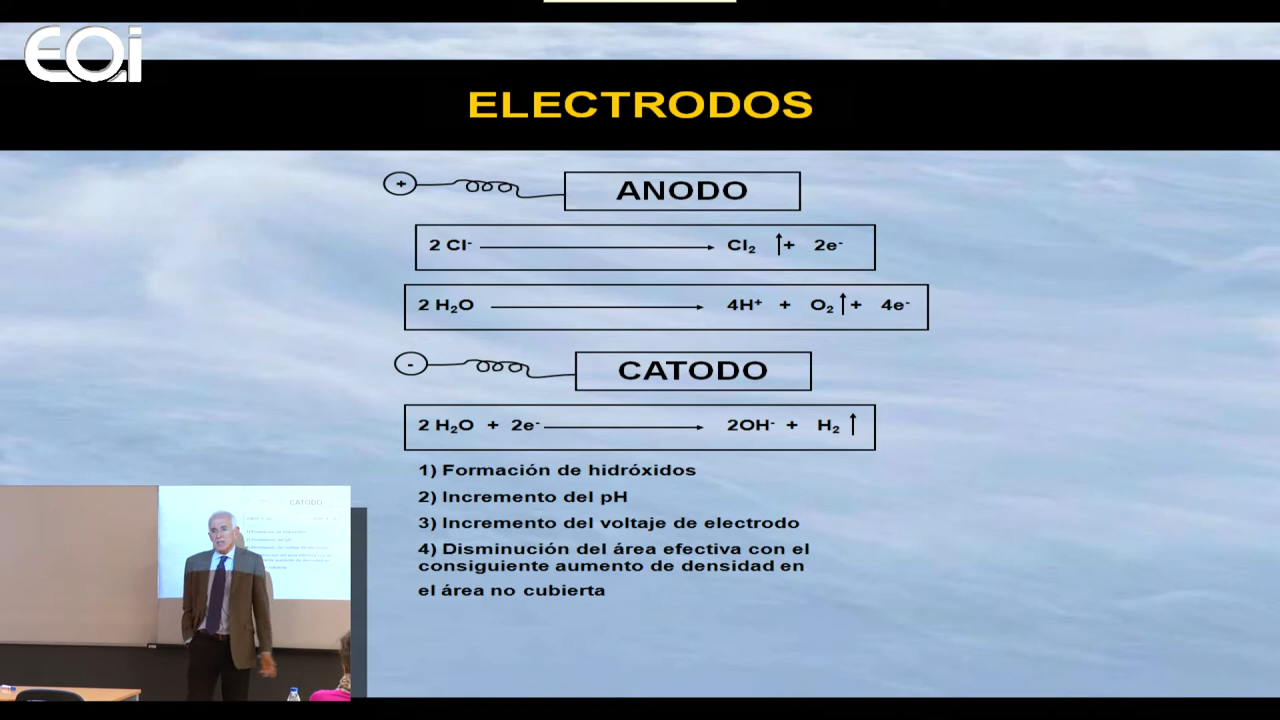 EOi
ELECTRODOS
+ ANODO
2 Cl⁻ → Cl₂ ↑+ 2e⁻
2 H₂O → 4H⁺ + O₂ ↑+ 4e⁻
- CATODO
2 H₂O + 2e⁻ → 2OH⁻ + H₂ ↑
1) Formación de hidróxidos
2) Incremento del pH
3) Incremento del voltaje de electrodo
4) Disminución del área efectiva con el
consiguiente aumento de densidad en
el área no cubierta
CATODO